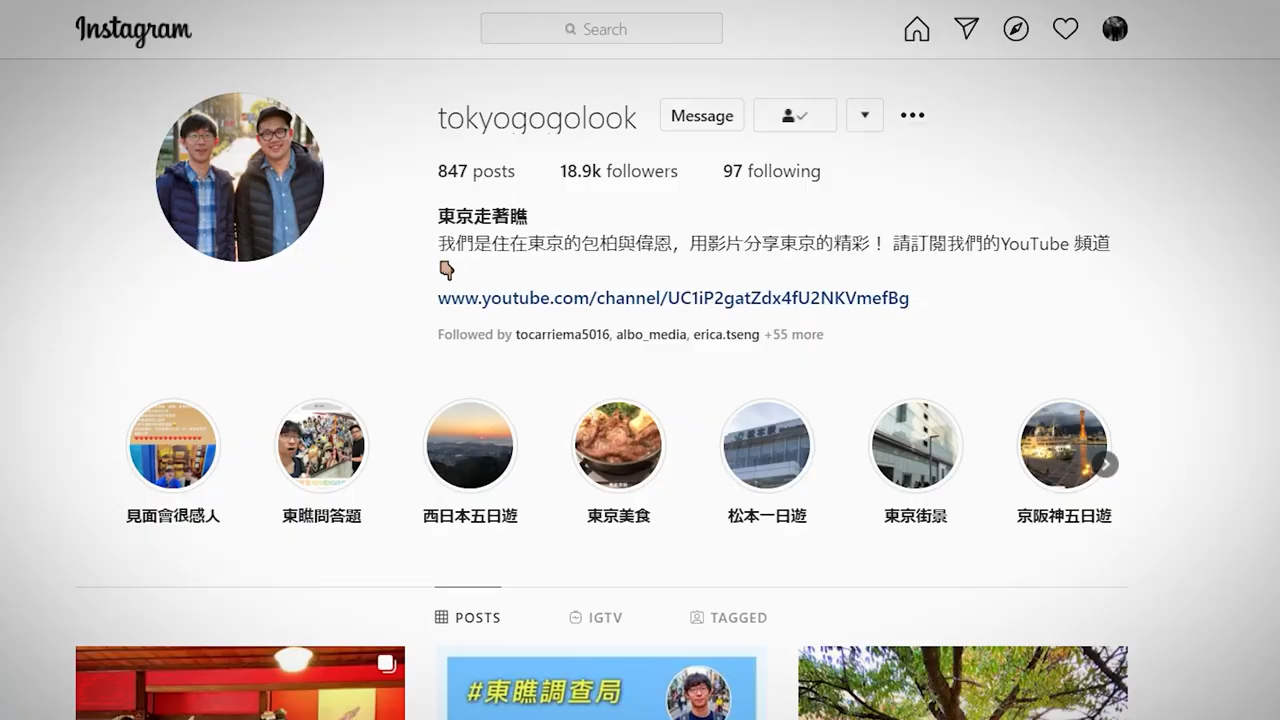 Instagram
Search
tokyogogolook
Message
847 posts 18.9k followers 97 following
東京走著瞧
我們是住在東京的包柏與偉恩，用影片分享東京的精彩！ 請訂閱我們的YouTube 頻道
www.youtube.com/channel/UC1iP2gatZdx4fU2NKVmefBg
Followed by tocarriema5016, albo_media, erica.tseng +55 more
見面會很感人 東瞧問答題 西日本五日遊 東京美食 松本一日遊 東京街景 京阪神五日遊
POSTS IGTV TAGGED
#東瞧調查局